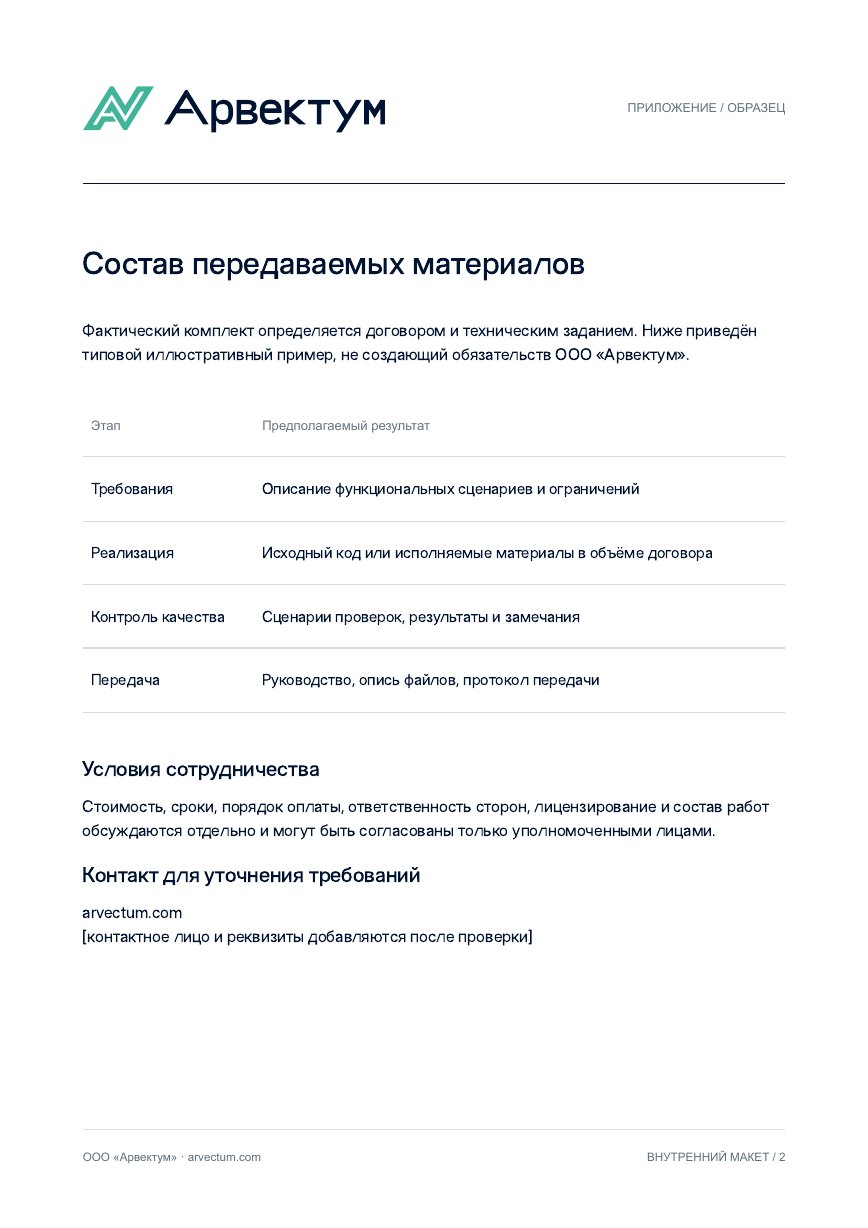 Арвектум
ПРИЛОЖЕНИЕ / ОБРАЗЕЦ
Состав передаваемых материалов
Фактический комплект определяется договором и техническим заданием. Ниже приведён
типовой иллюстративный пример, не создающий обязательств ООО «Арвектум».
Этап Предполагаемый результат
Требования Описание функциональных сценариев и ограничений
Реализация Исходный код или исполняемые материалы в объёме договора
Контроль качества Сценарии проверок, результаты и замечания
Передача Руководство, опись файлов, протокол передачи
Условия сотрудничества
Стоимость, сроки, порядок оплаты, ответственность сторон, лицензирование и состав работ
обсуждаются отдельно и могут быть согласованы только уполномоченными лицами.
Контакт для уточнения требований
arvectum.com
[контактное лицо и реквизиты добавляются после проверки]
ООО «Арвектум» · arvectum.com ВНУТРЕННИЙ МАКЕТ / 2